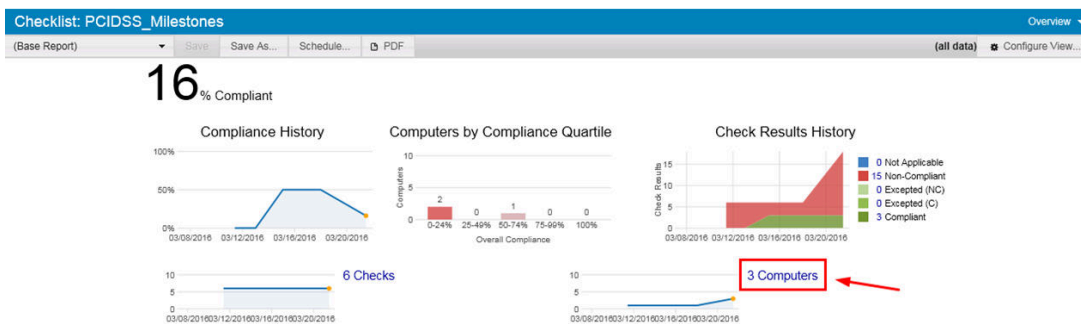 Checklist: PCIDSS_Milestones
Overview
(Base Report)
Save
Save As...
Schedule...
PDF
(all data)
Configure View...
16% Compliant
Compliance History
100%
50%
0%
03/08/2016 03/12/2016 03/16/2016 03/20/2016
Computers by Compliance Quartile
Computers
10
5
0
2
0
1
0
0
0-24% 25-49% 50-74% 75-99% 100%
Overall Compliance
Check Results History
Check Results
15
10
5
0
03/08/2016 03/12/2016 03/16/2016 03/20/2016
0 Not Applicable
15 Non-Compliant
0 Excepted (NC)
0 Excepted (C)
3 Compliant
6 Checks
10
5
0
03/08/2016 03/12/2016 03/16/2016 03/20/2016
3 Computers
10
5
0
03/08/2016 03/12/2016 03/16/2016 03/20/2016